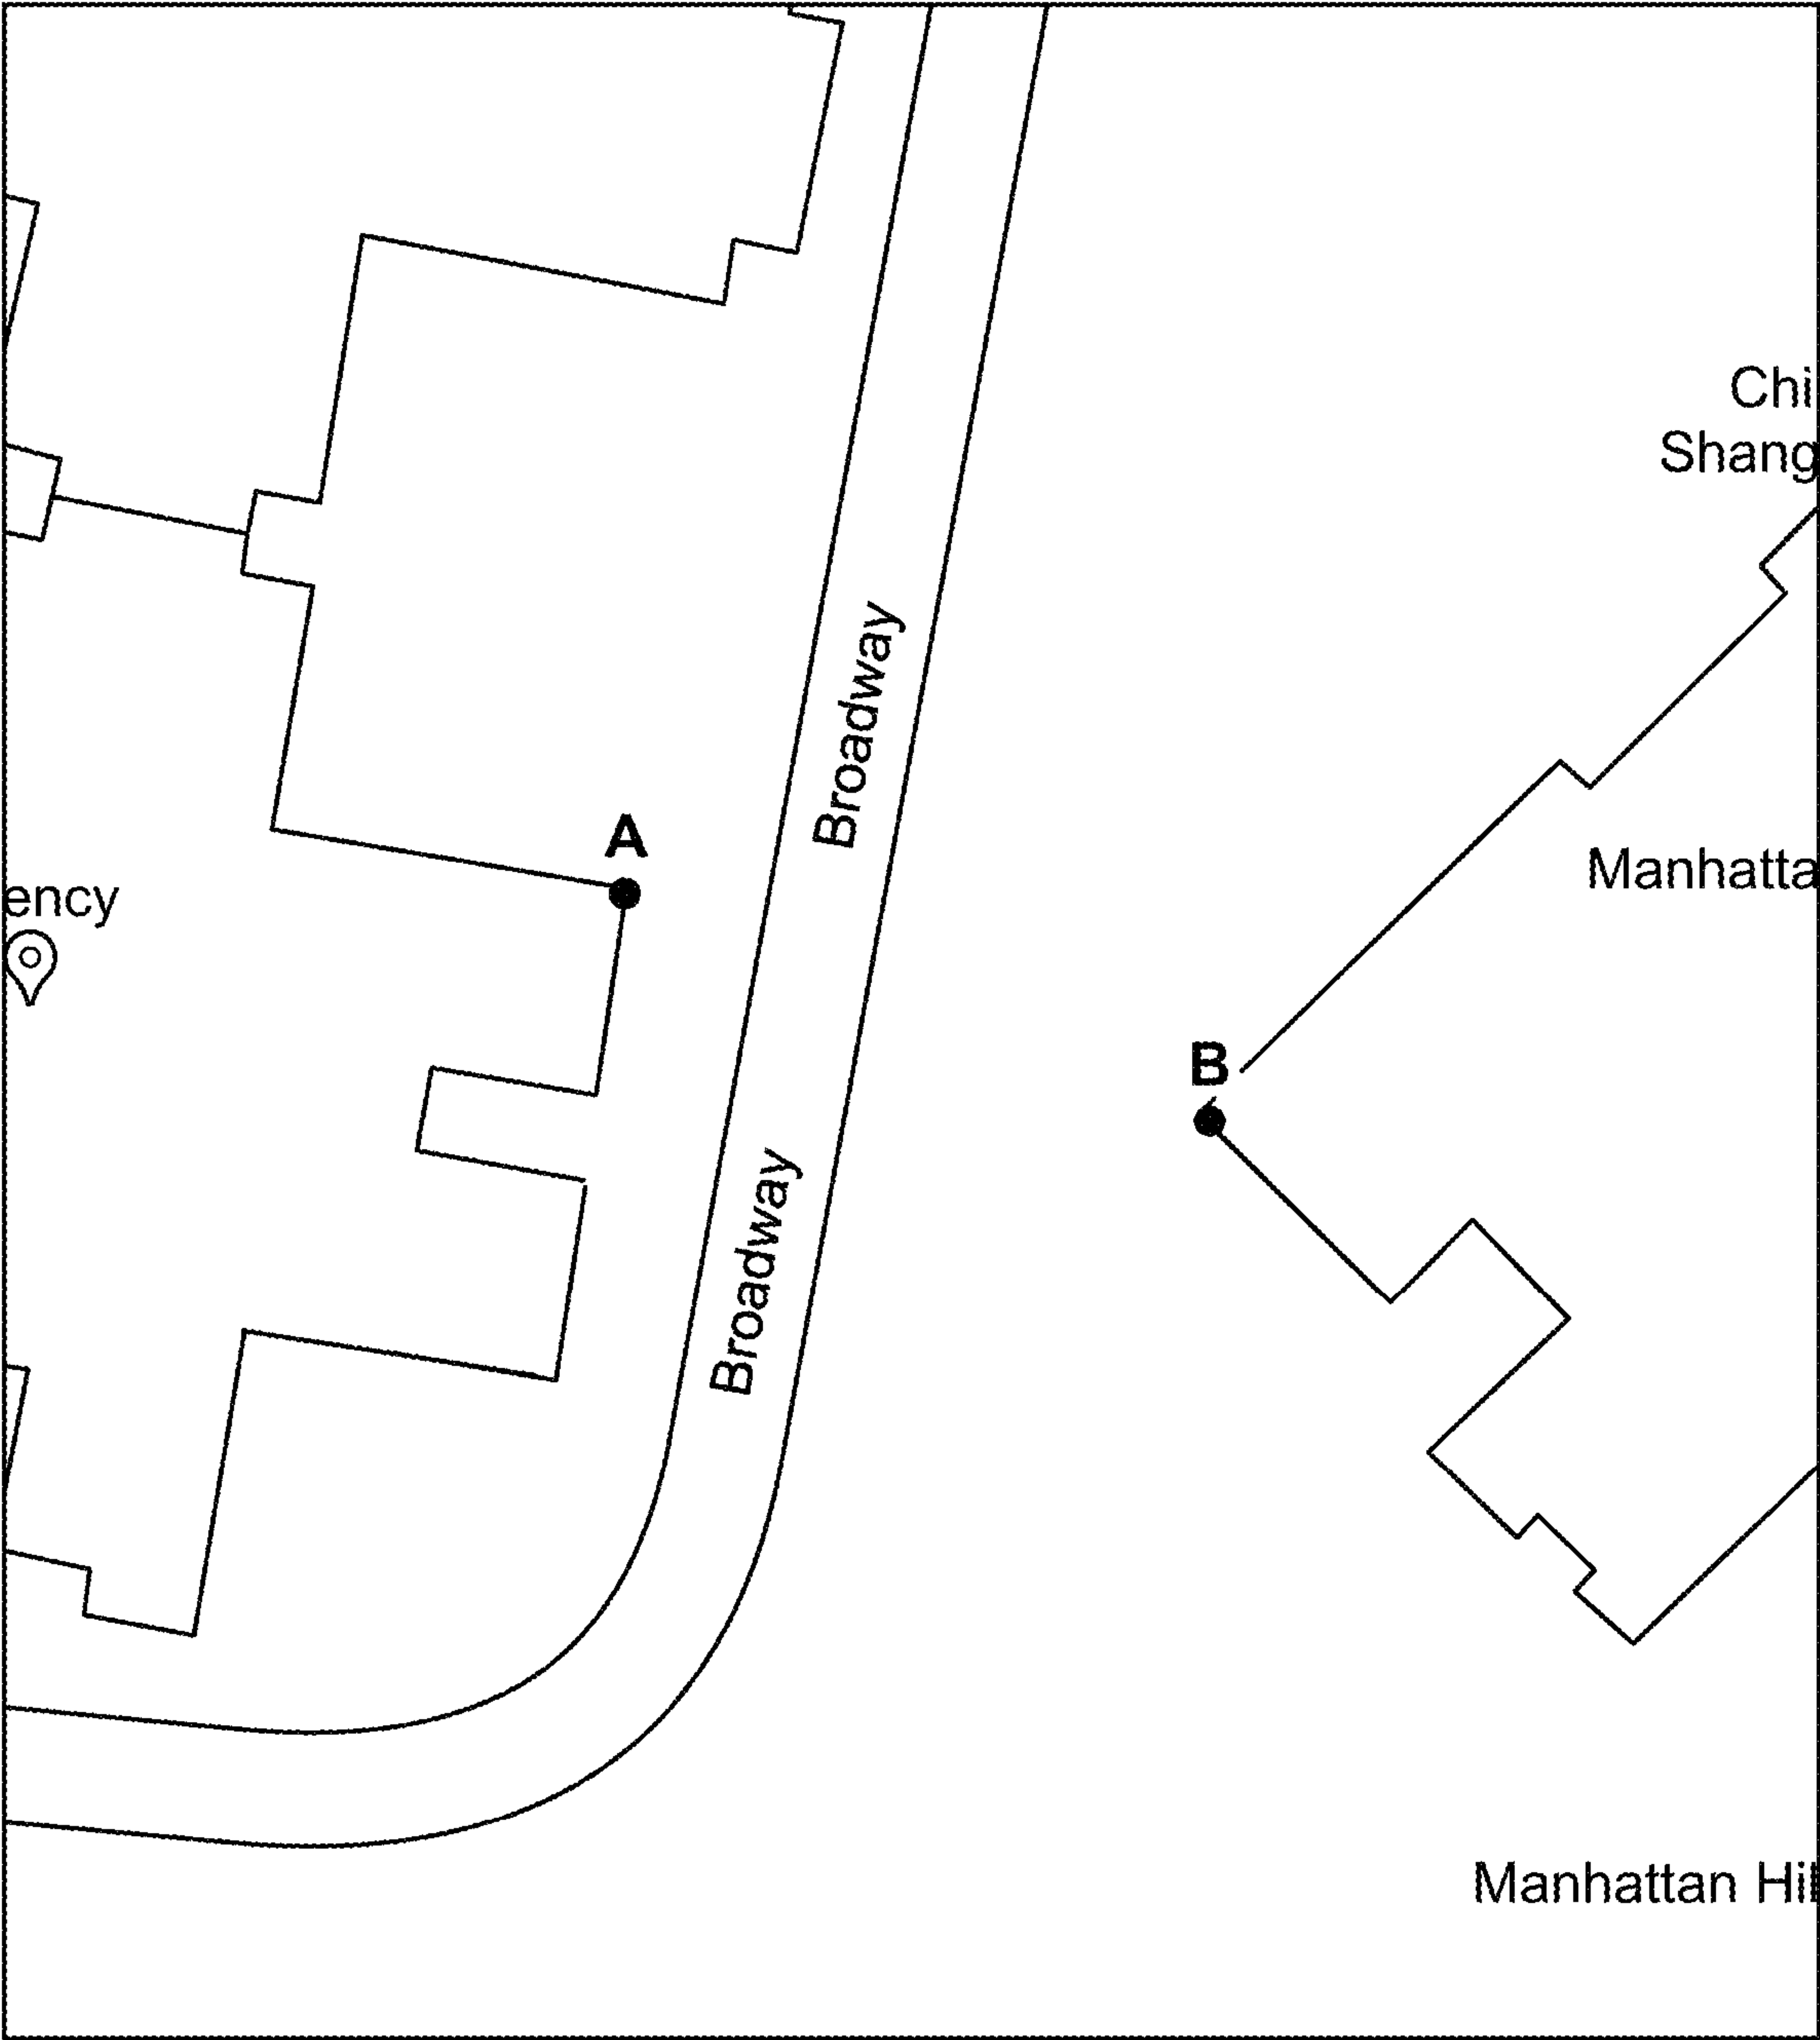 Chi
Shang
Broadway
A
Manhatta
ency
B
Broadway
Manhattan Hil